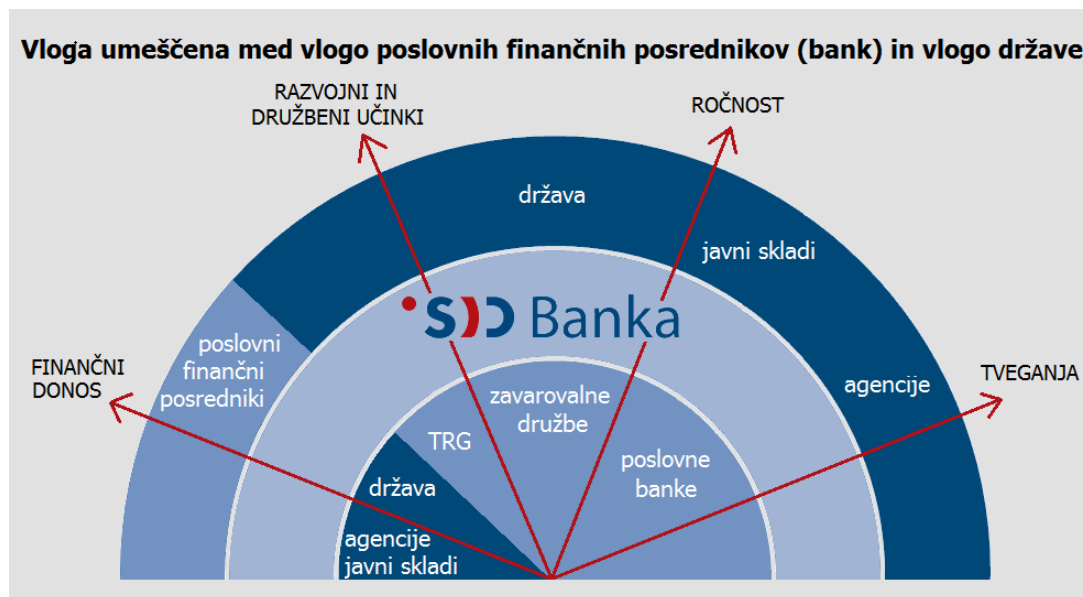 Vloga umeščena med vlogo poslovnih finančnih posrednikov (bank) in vlogo države
RAZVOJNI IN
DRUŽBENI UČINKI
ROČNOST
država
javni skladi
SID Banka
poslovni
finančni
posredniki
FINANČNI
DONOS
agencije
TVEGANJA
zavarovalne
družbe
TRG
poslovne
banke
država
agencije
javni skladi